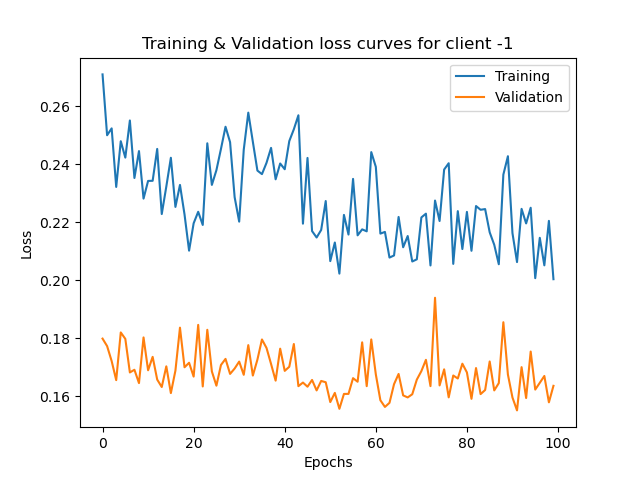 Training & Validation loss curves for client -1
Training
Validation
0.26
0.24
0.22
0.20
0.18
0.16
Loss
0
20
40
60
80
100
Epochs